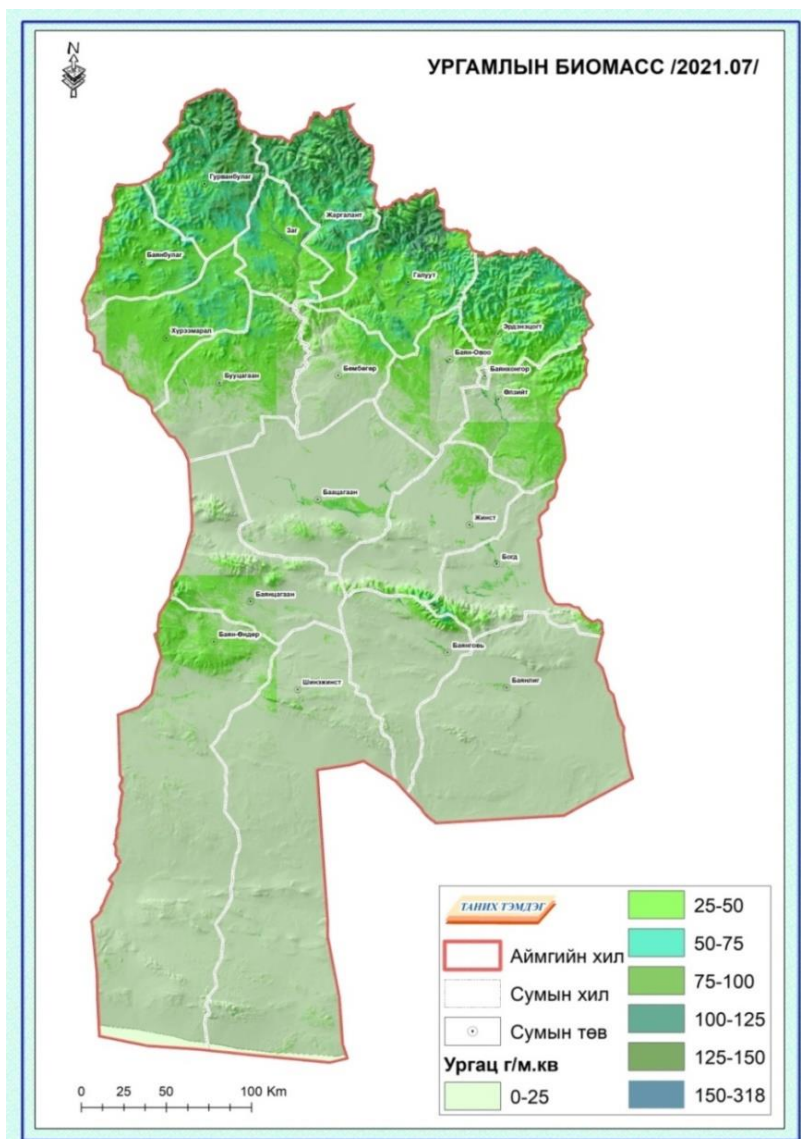 N
УРГАМЛЫН БИОМАСС /2021.07/
Гурванбулаг
Жаргалант
Заг
Баянбулаг
Галуут
Хүрээмарал
Эрдэнэцогт
Баян-Овоо
Баянхонгор
Бууцагаан
Бөмбөгөр
Өлзийт
Баацагаан
Жинст
Богд
Баянцагаан
Баян-Өндөр
Баянговь
Шинэжинст
Баянлиг
ТАНИХ ТЭМДЭГ
Аймгийн хил
Сумын хил
Сумын төв
Ургац г/м.кв
0-25
25-50
50-75
75-100
100-125
125-150
150-318
0 25 50 100 Km